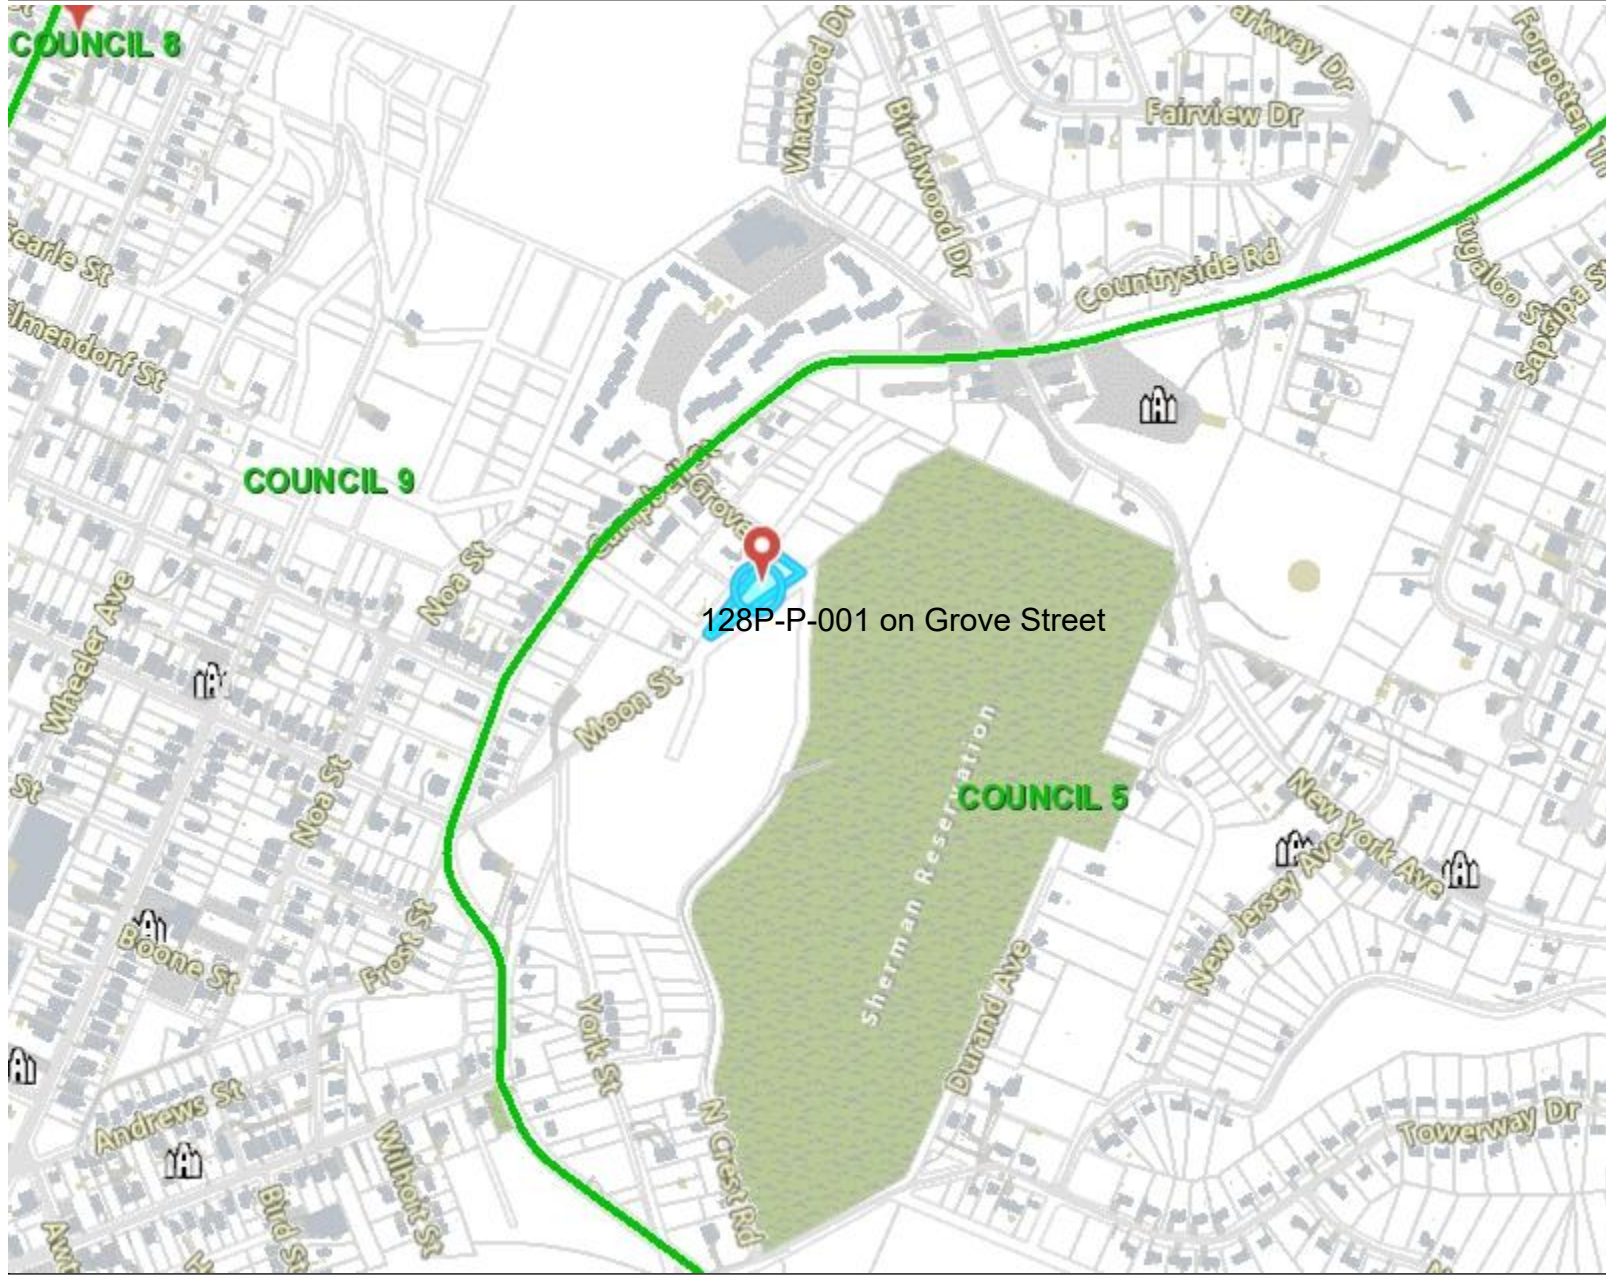 COUNCIL 8
Vinewood Dr
Birchwood Dr
Fairview Dr
arkway Dr
Forgotten
Searle St
Elmendorf St
Countryside Rd
Tugaloo St
Sapulpa St
COUNCIL 9
Campbell St
Grove
Noa St
Wheeler Ave
128P-P-001 on Grove Street
Moon St
St
Noa St
Sherman Reservation
COUNCIL 5
New York Ave
New Jersey Ave
Boone St
Frost St
York St
Durand Ave
Andrews St
Wilhoit St
N Crest Rd
Towerway Dr
Bird St